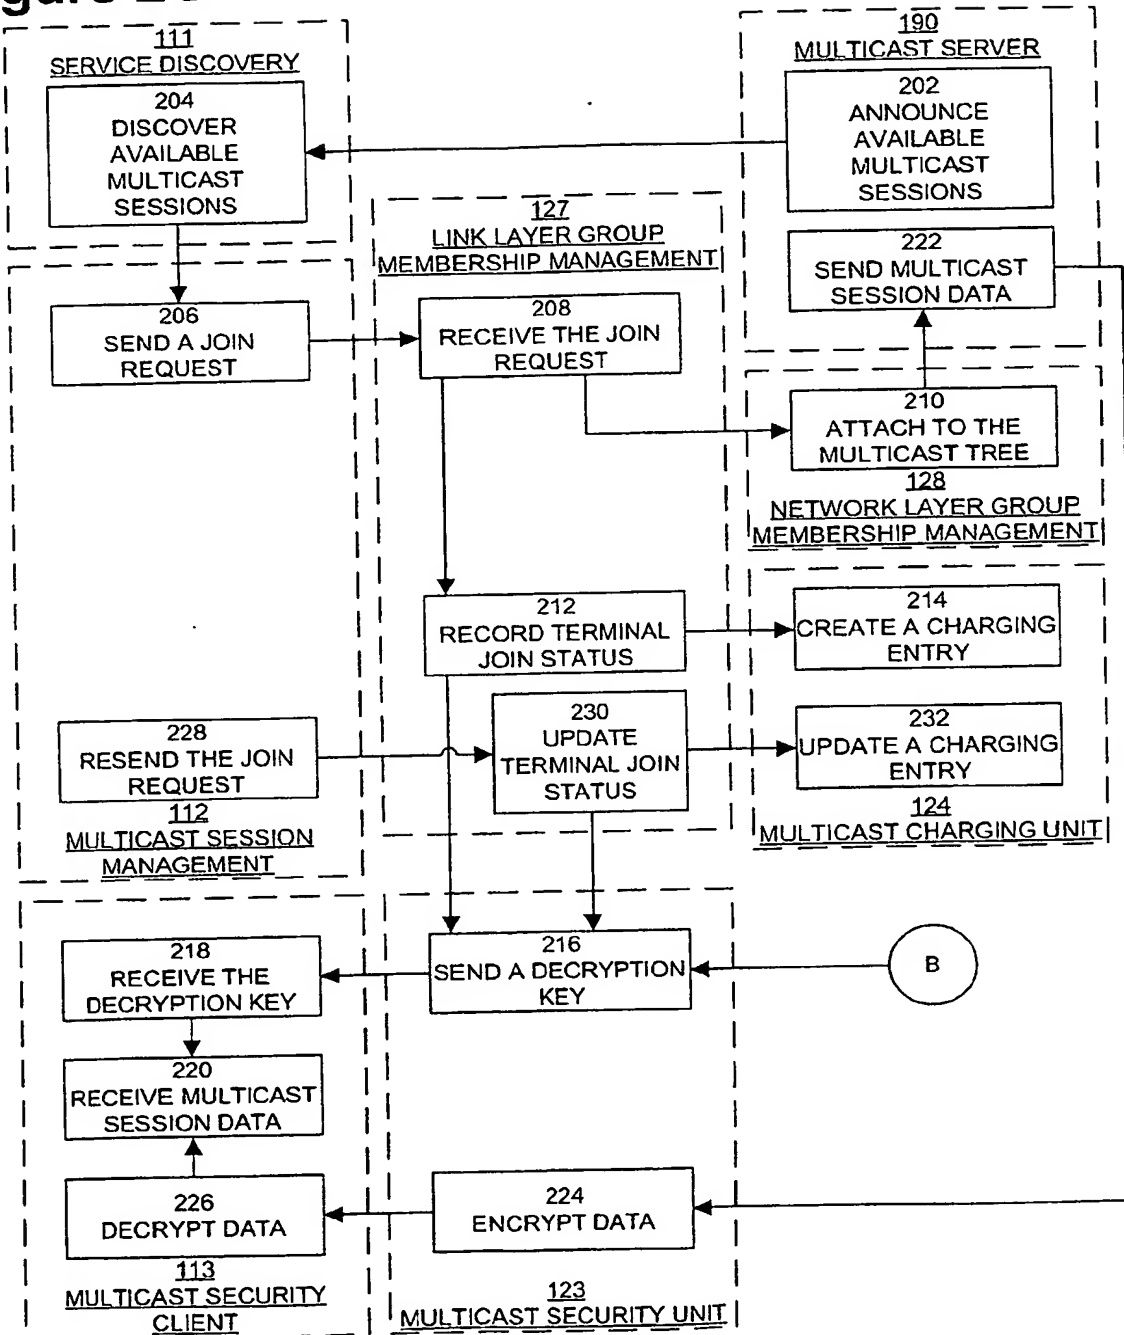 111
SERVICE DISCOVERY
204
DISCOVER
AVAILABLE
MULTICAST
SESSIONS
190
MULTICAST SERVER
202
ANNOUNCE
AVAILABLE
MULTICAST
SESSIONS
222
SEND MULTICAST
SESSION DATA
127
LINK LAYER GROUP
MEMBERSHIP MANAGEMENT
206
SEND A JOIN
REQUEST
208
RECEIVE THE JOIN
REQUEST
210
ATTACH TO THE
MULTICAST TREE
128
NETWORK LAYER GROUP
MEMBERSHIP MANAGEMENT
212
RECORD TERMINAL
JOIN STATUS
214
CREATE A CHARGING
ENTRY
228
RESEND THE JOIN
REQUEST
112
MULTICAST SESSION
MANAGEMENT
230
UPDATE
TERMINAL JOIN
STATUS
232
UPDATE A CHARGING
ENTRY
124
MULTICAST CHARGING UNIT
218
RECEIVE THE
DECRYPTION KEY
216
SEND A DECRYPTION
KEY
B
220
RECEIVE MULTICAST
SESSION DATA
226
DECRYPT DATA
224
ENCRYPT DATA
113
MULTICAST SECURITY
CLIENT
123
MULTICAST SECURITY UNIT